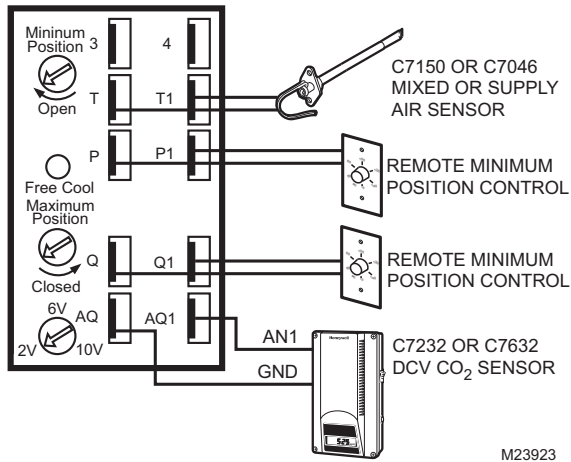 Mininum
Position
3
4
Open
T
T1
C7150 OR C7046
MIXED OR SUPPLY
AIR SENSOR
P
P1
Free Cool
REMOTE MINIMUM
POSITION CONTROL
Maximum
Position
Closed
Q
Q1
REMOTE MINIMUM
POSITION CONTROL
6V
2V
10V
AQ
AQ1
AN1
GND
Honeywell
C7232 OR C7632
DCV CO₂ SENSOR
M23923